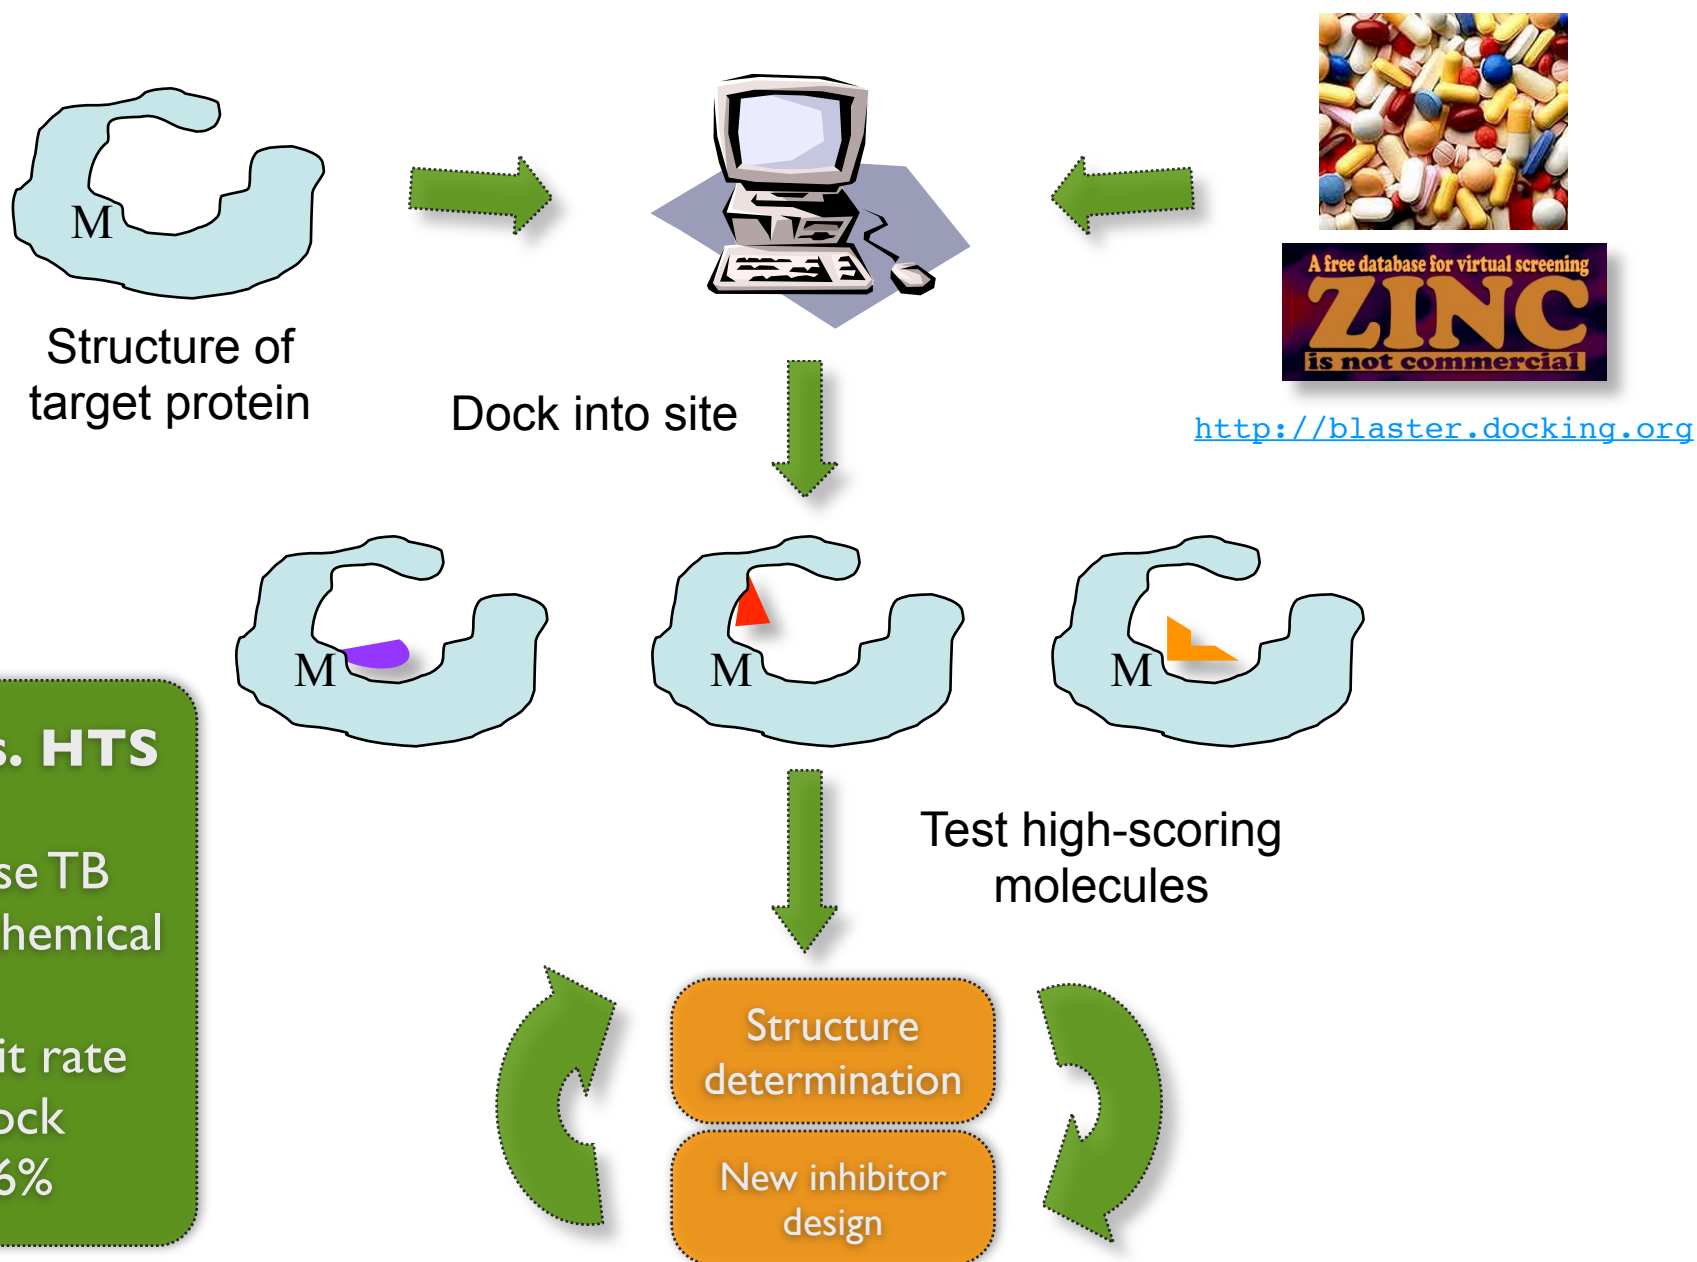 M
Structure of
target protein
A free database for virtual screening
ZINC
is not commercial
http://blaster.docking.org
Dock into site
M
M
M
s. HTS
se TB
hemical
it rate
ock
6%
Test high-scoring
molecules
Structure
determination
New inhibitor
design